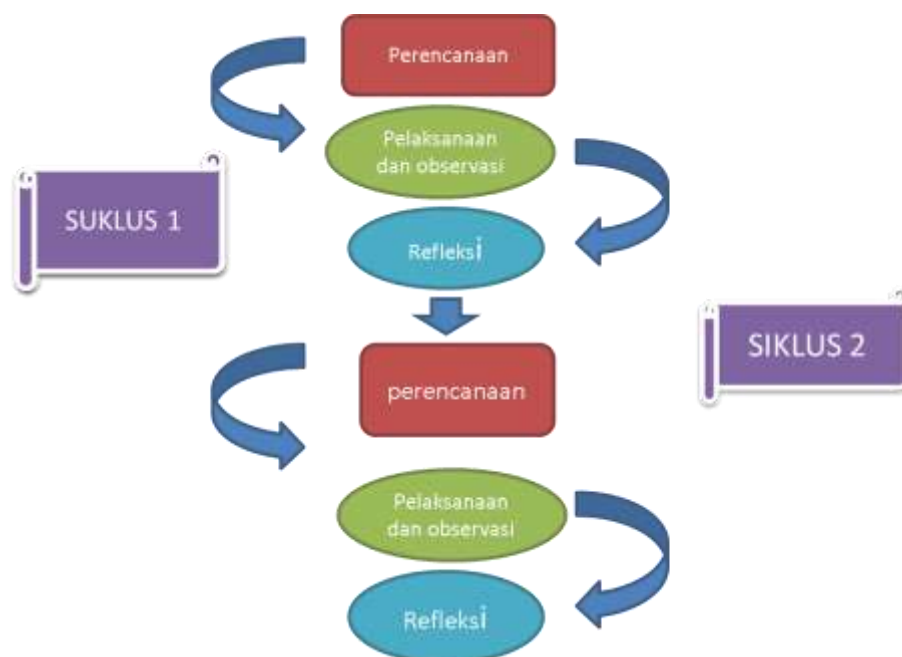 Perencanaan
Pelaksanaan
dan observasi
SUKLUS 1
Refleksi
SIKLUS 2
perencanaan
Pelaksanaan
dan observasi
Refleksi